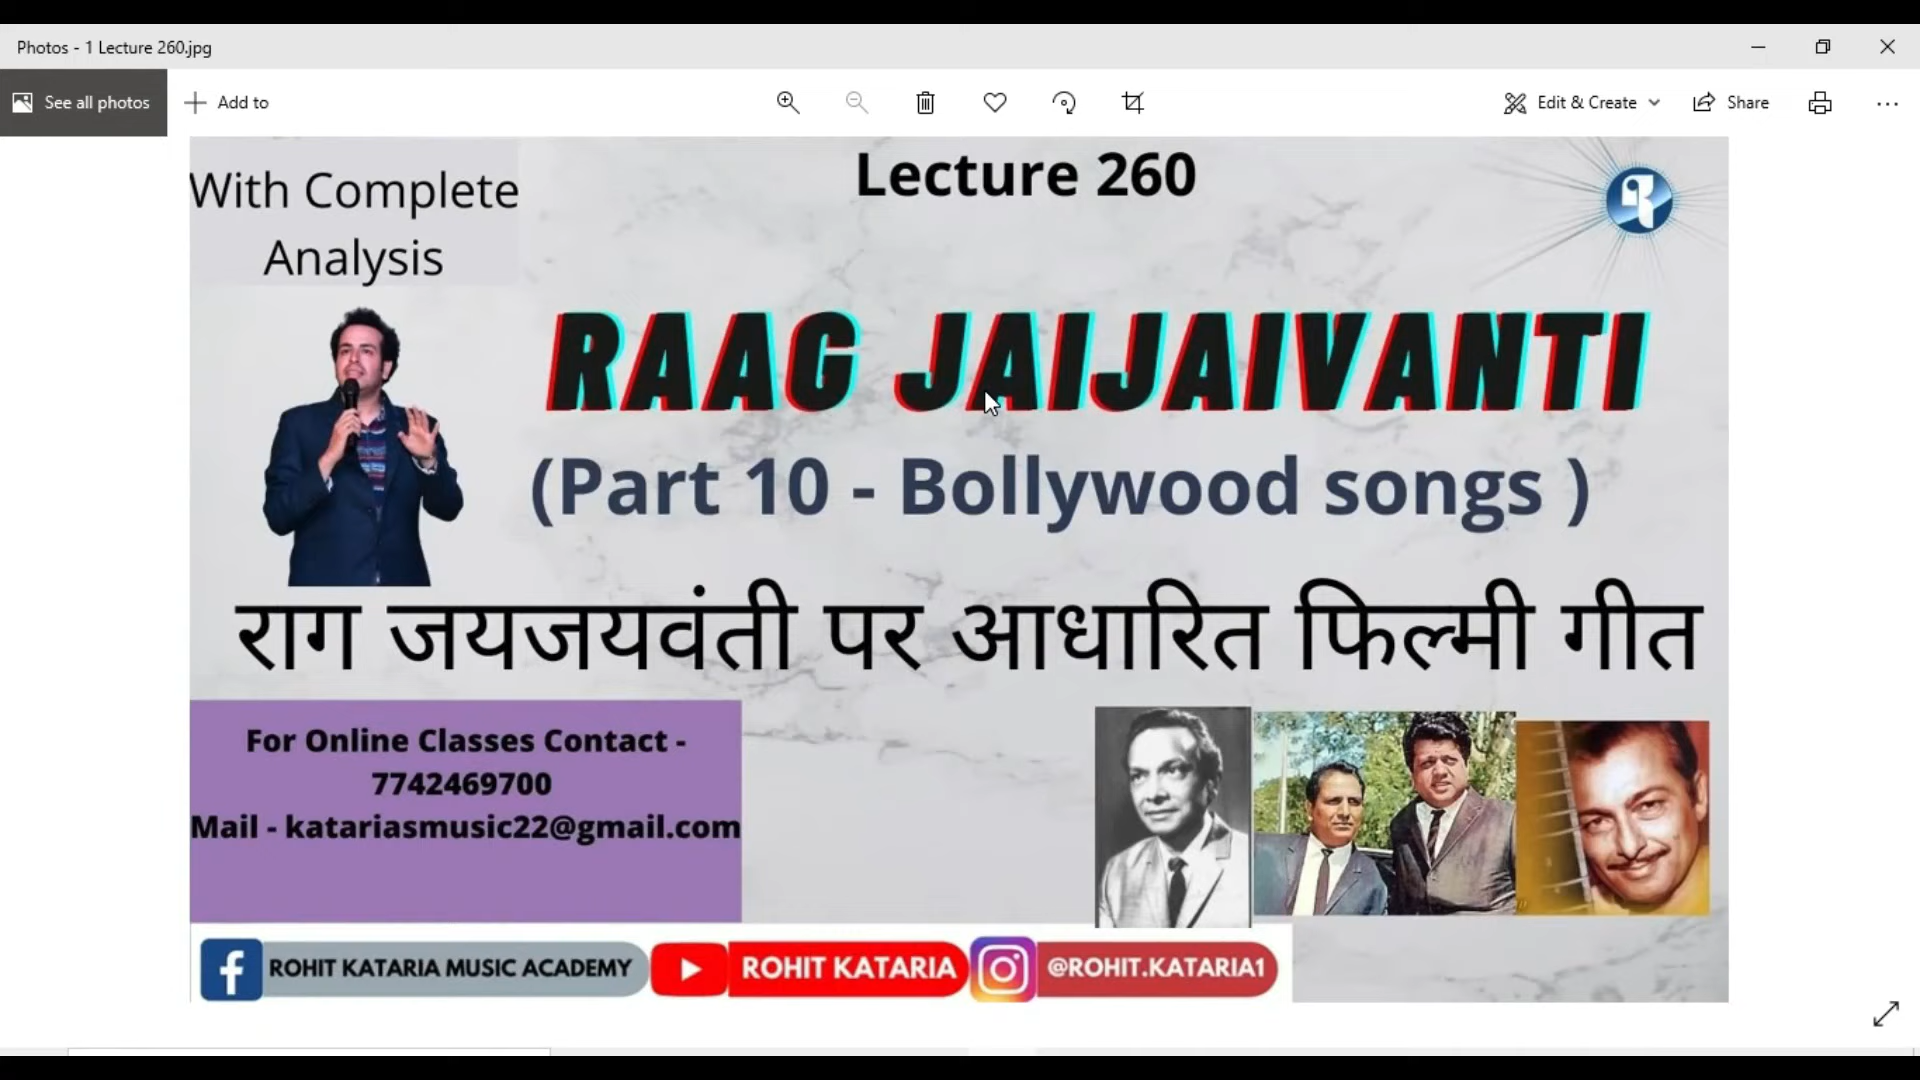 Photos - 1 Lecture 260.jpg
See all photos
Add to
Edit & Create
Share
With Complete
Analysis
Lecture 260
RAAG JAIJAIVANTI
(Part 10 - Bollywood songs )
राग जयजयवंती पर आधारित फिल्मी गीत
For Online Classes Contact -
7742469700
Mail - katariasmusic22@gmail.com
ROHIT KATARIA MUSIC ACADEMY
ROHIT KATARIA
@ROHIT.KATARIA1